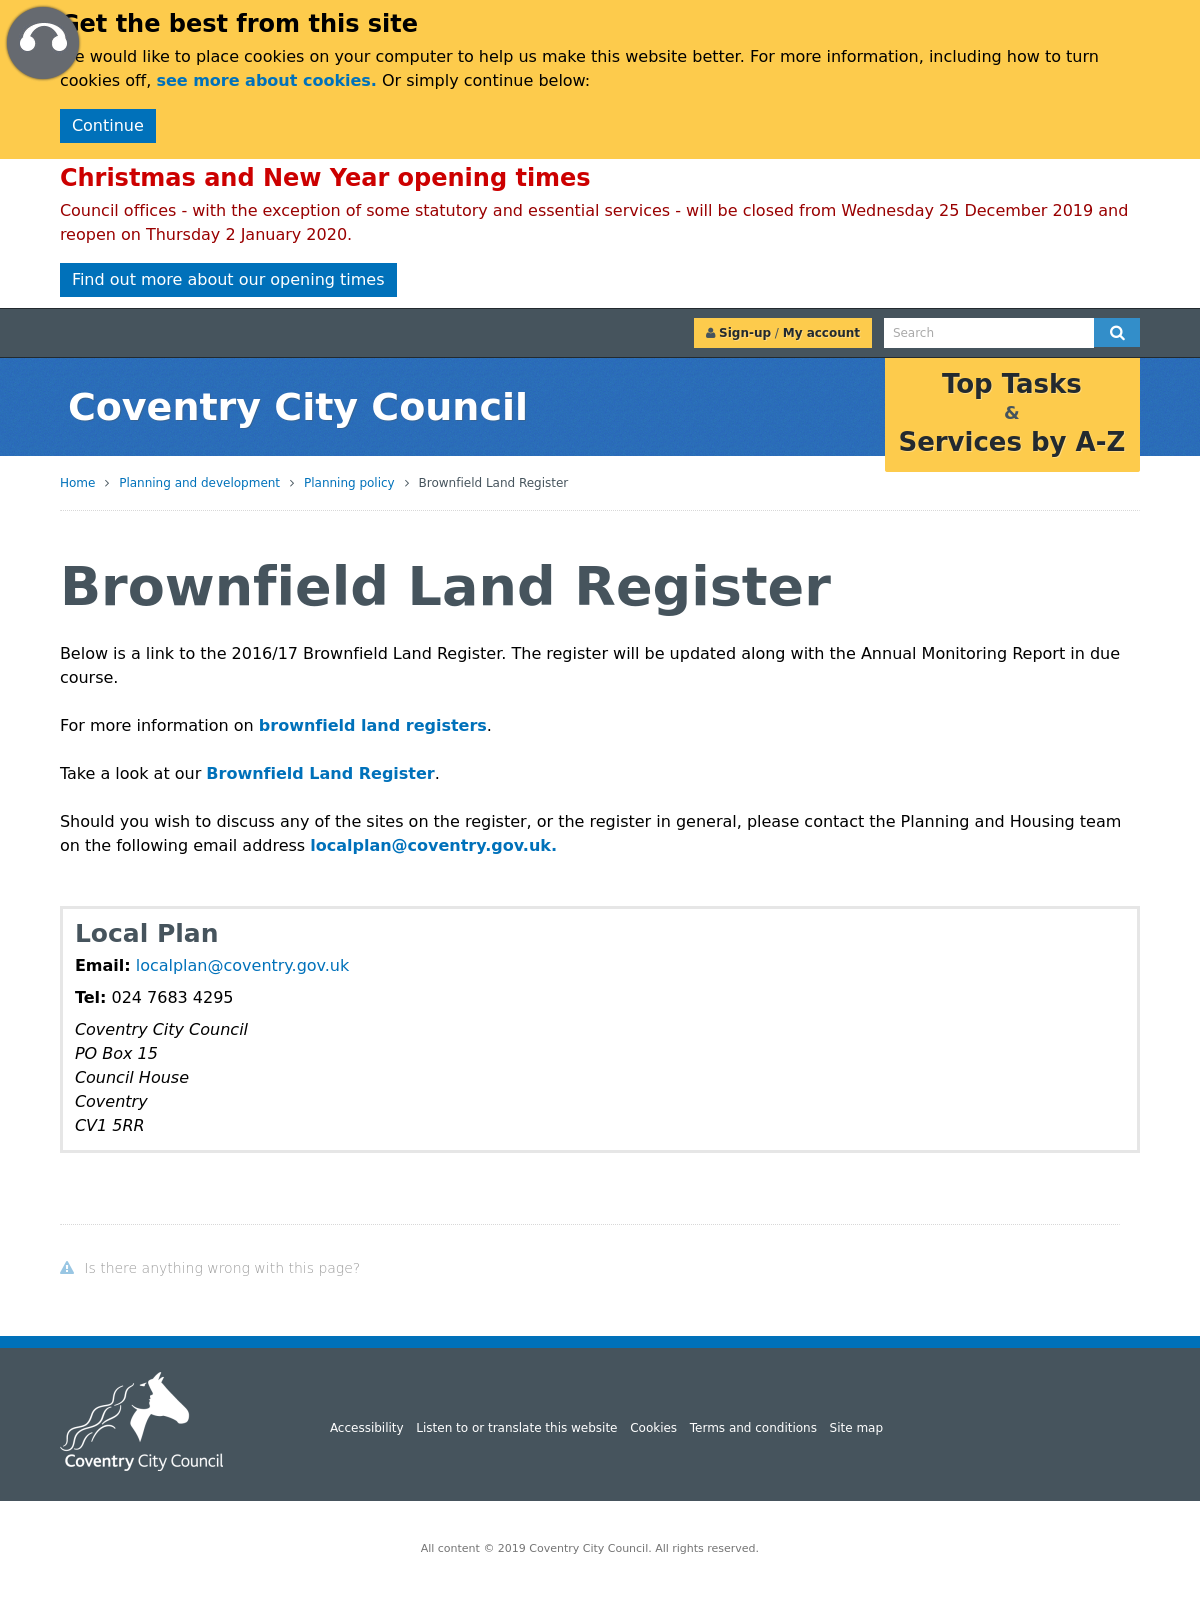 Get the best from this site
We would like to place cookies on your computer to help us make this website better. For more information, including how to turn
cookies off, see more about cookies. Or simply continue below:
Continue
Christmas and New Year opening times
Council offices - with the exception of some statutory and essential services - will be closed from Wednesday 25 December 2019 and
reopen on Thursday 2 January 2020.
Find out more about our opening times
Sign-up / My account
Search
Coventry City Council
Top Tasks
&
Services by A-Z
Home > Planning and development > Planning policy > Brownfield Land Register
Brownfield Land Register
Below is a link to the 2016/17 Brownfield Land Register. The register will be updated along with the Annual Monitoring Report in due
course.
For more information on brownfield land registers.
Take a look at our Brownfield Land Register.
Should you wish to discuss any of the sites on the register, or the register in general, please contact the Planning and Housing team
on the following email address localplan@coventry.gov.uk.
Local Plan
Email: localplan@coventry.gov.uk
Tel: 024 7683 4295
Coventry City Council
PO Box 15
Council House
Coventry
CV1 5RR
Is there anything wrong with this page?
Accessibility Listen to or translate this website Cookies Terms and conditions Site map
Coventry City Council
All content © 2019 Coventry City Council. All rights reserved.